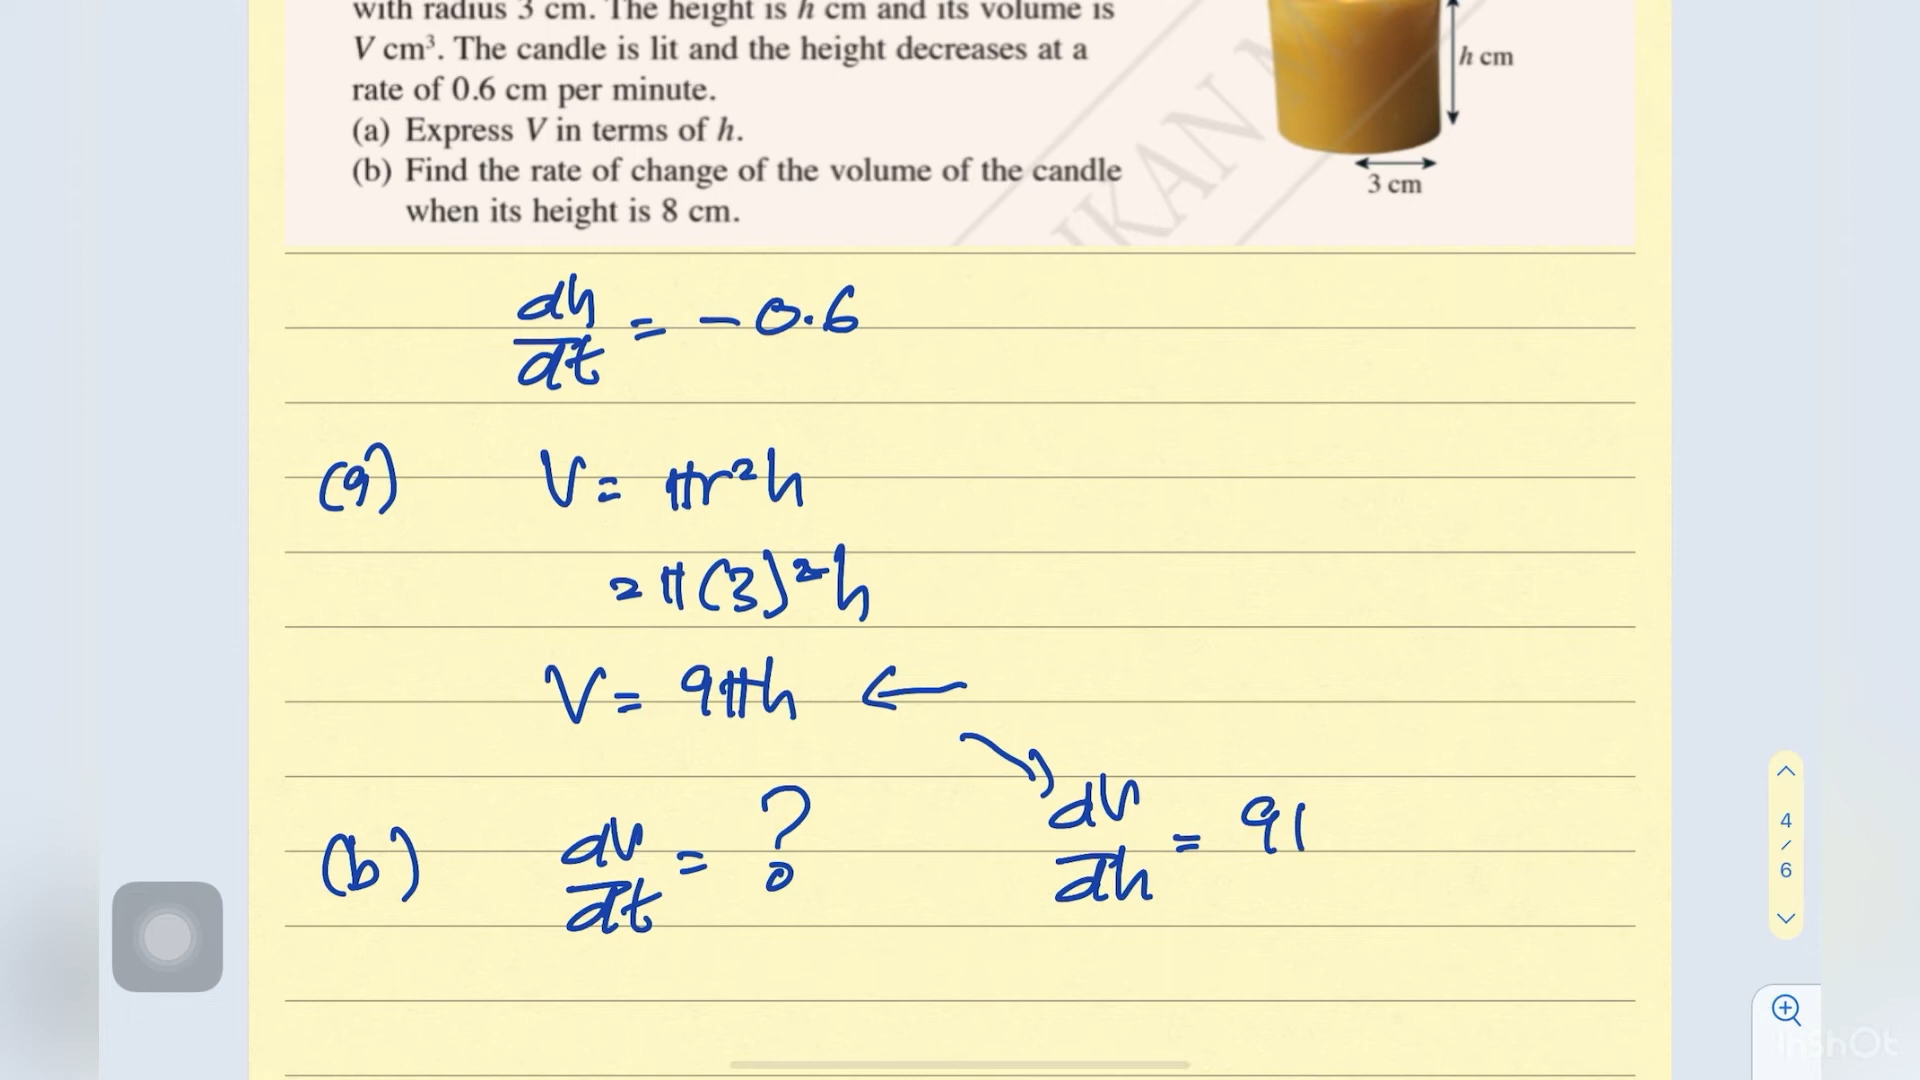 with radius 3 cm. The height is h cm and its volume is
V cm³. The candle is lit and the height decreases at a
rate of 0.6 cm per minute.
(a) Express V in terms of h.
(b) Find the rate of change of the volume of the candle
when its height is 8 cm.
h cm
3 cm
IKAN M
dh/dt = -0.6
(a) V = πr²h
= π(3)²h
V = 9πh ←
(b) dV/dt = ?
dV/dh = 91
4
/
6
InShOt